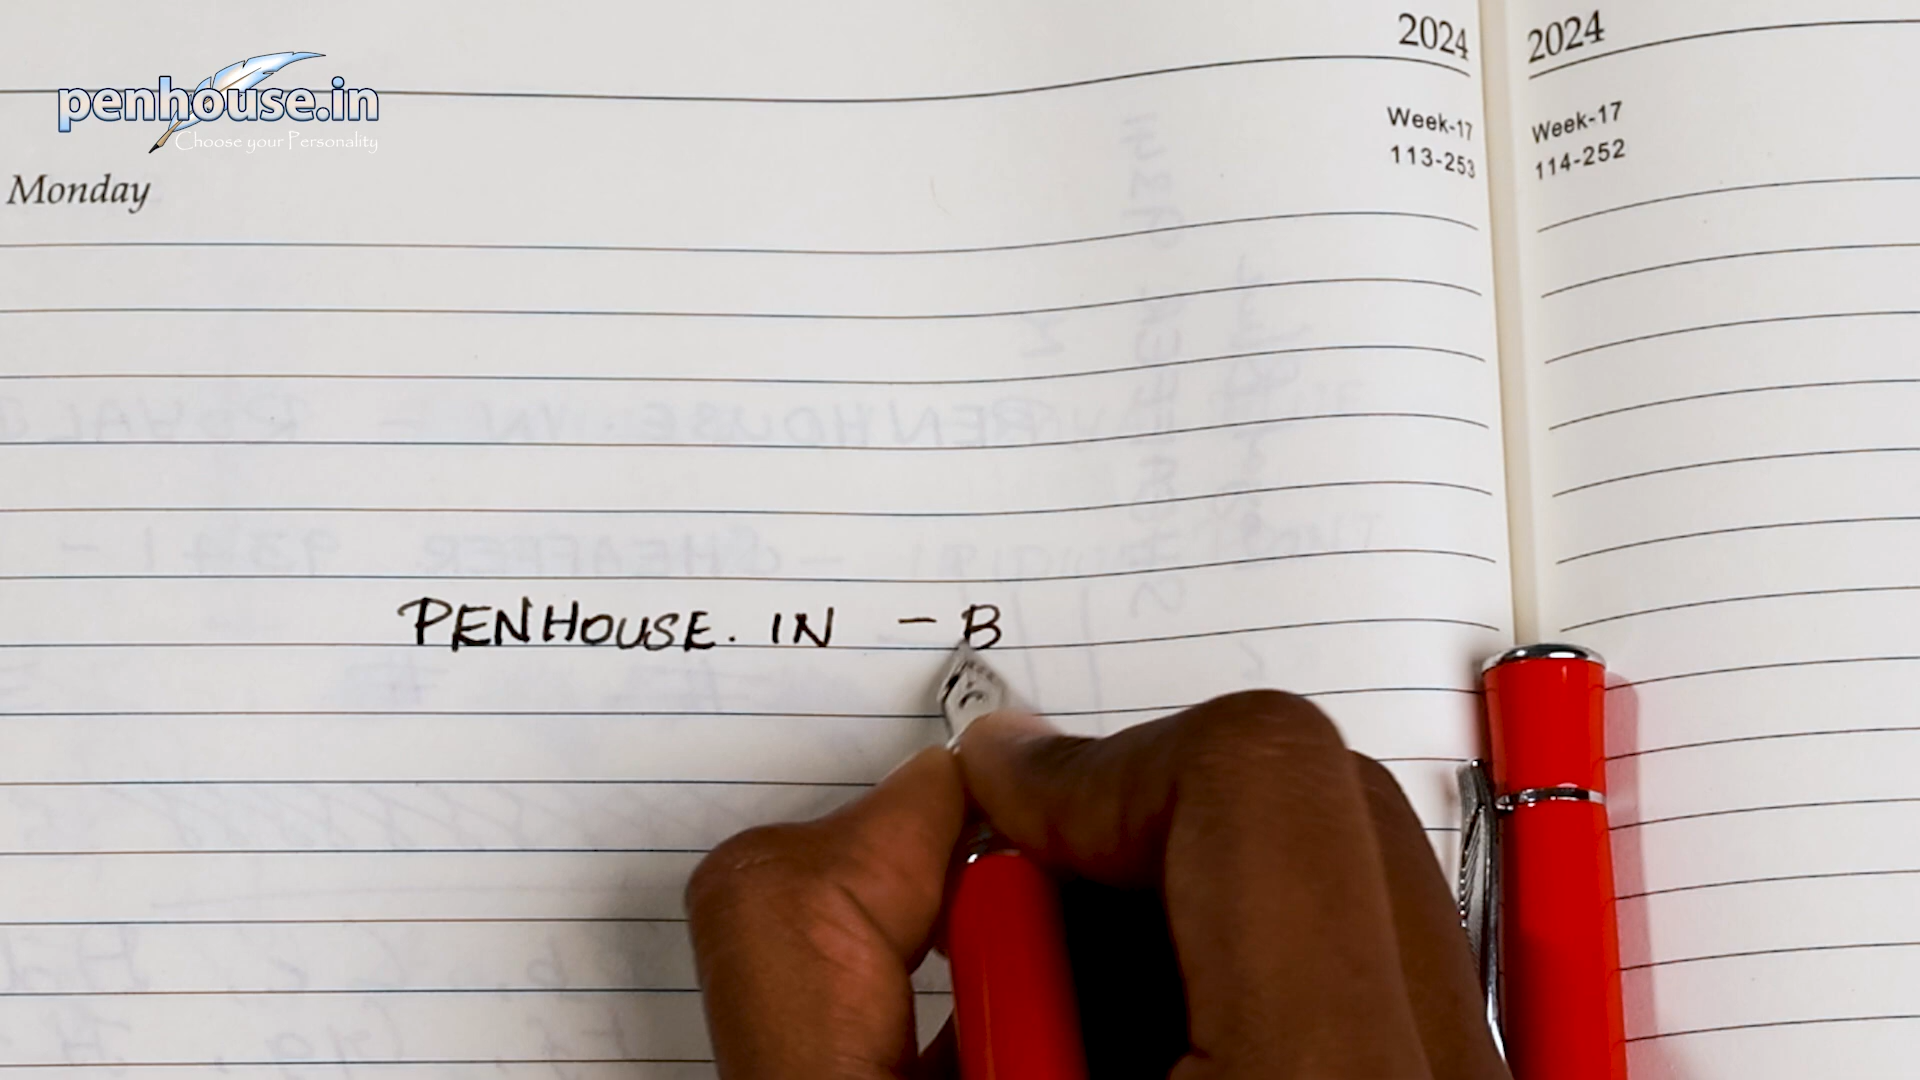 2024
2024
penhouse.in
Choose your Personality
Week-17
113-253
Week-17
114-252
Monday
PENHOUSE. IN - B